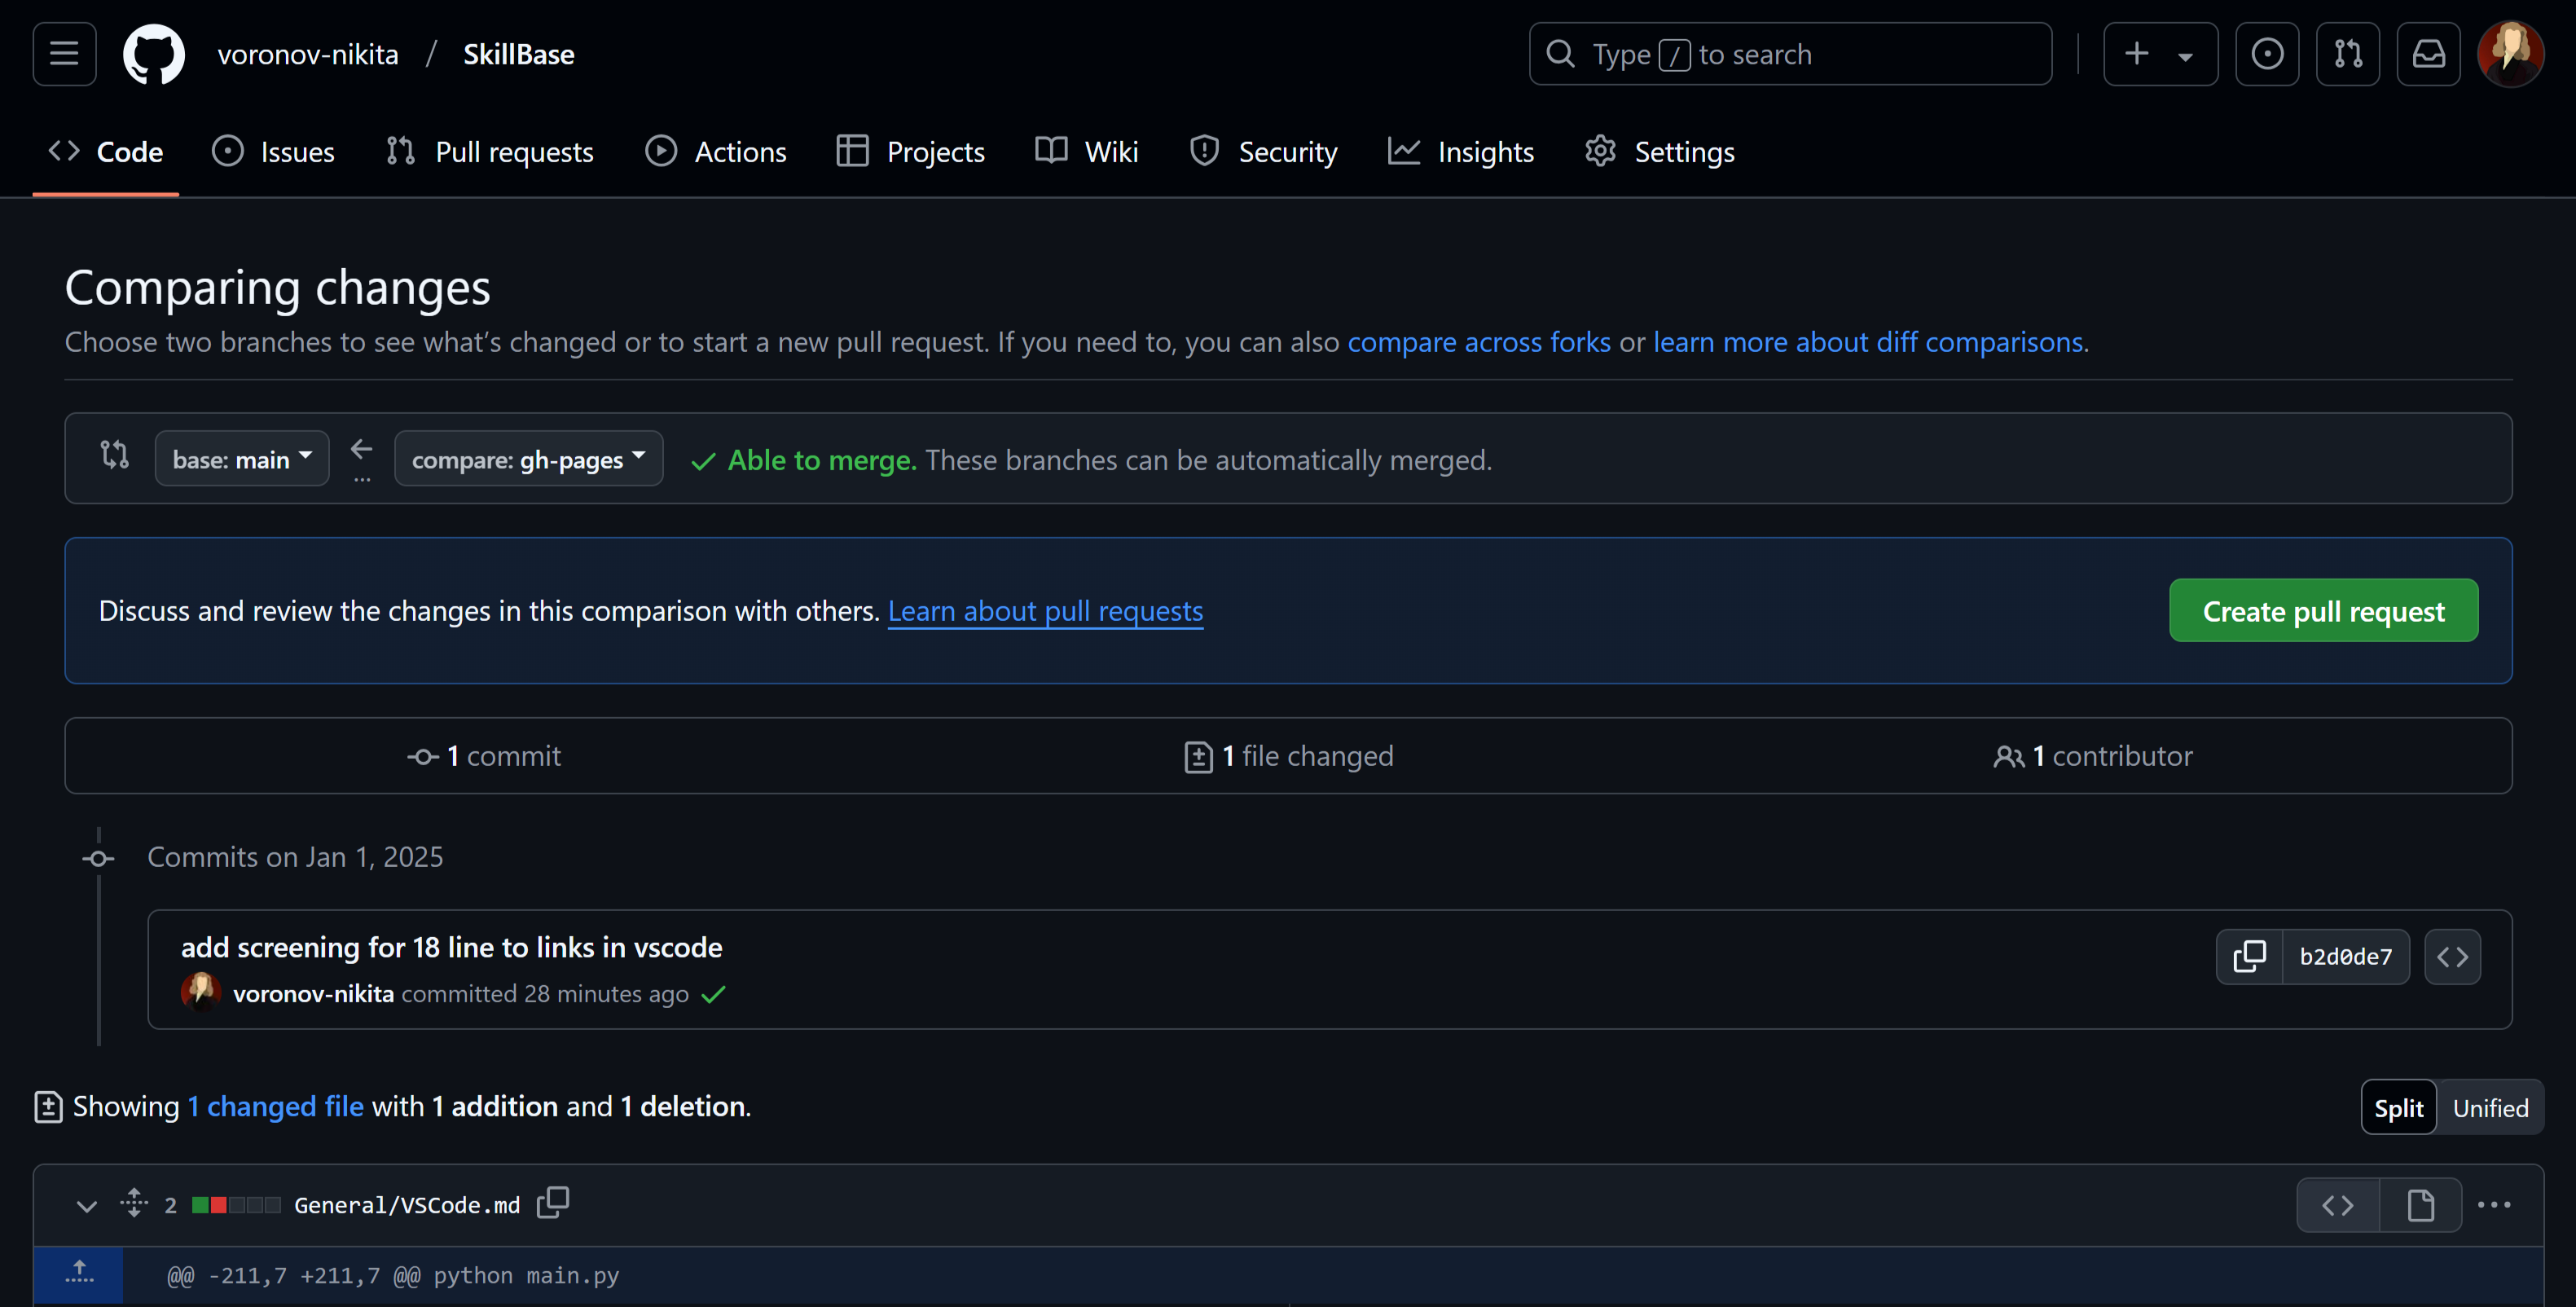 voronov-nikita / SkillBase
Type / to search
Code Issues Pull requests Actions Projects Wiki Security Insights Settings
Comparing changes
Choose two branches to see what’s changed or to start a new pull request. If you need to, you can also compare across forks or learn more about diff comparisons.
base: main ... compare: gh-pages Able to merge. These branches can be automatically merged.
Discuss and review the changes in this comparison with others. Learn about pull requests
Create pull request
1 commit 1 file changed 1 contributor
Commits on Jan 1, 2025
add screening for 18 line to links in vscode
b2d0de7
voronov-nikita committed 28 minutes ago
Showing 1 changed file with 1 addition and 1 deletion.
Split Unified
2 General/VSCode.md
@@ -211,7 +211,7 @@ python main.py